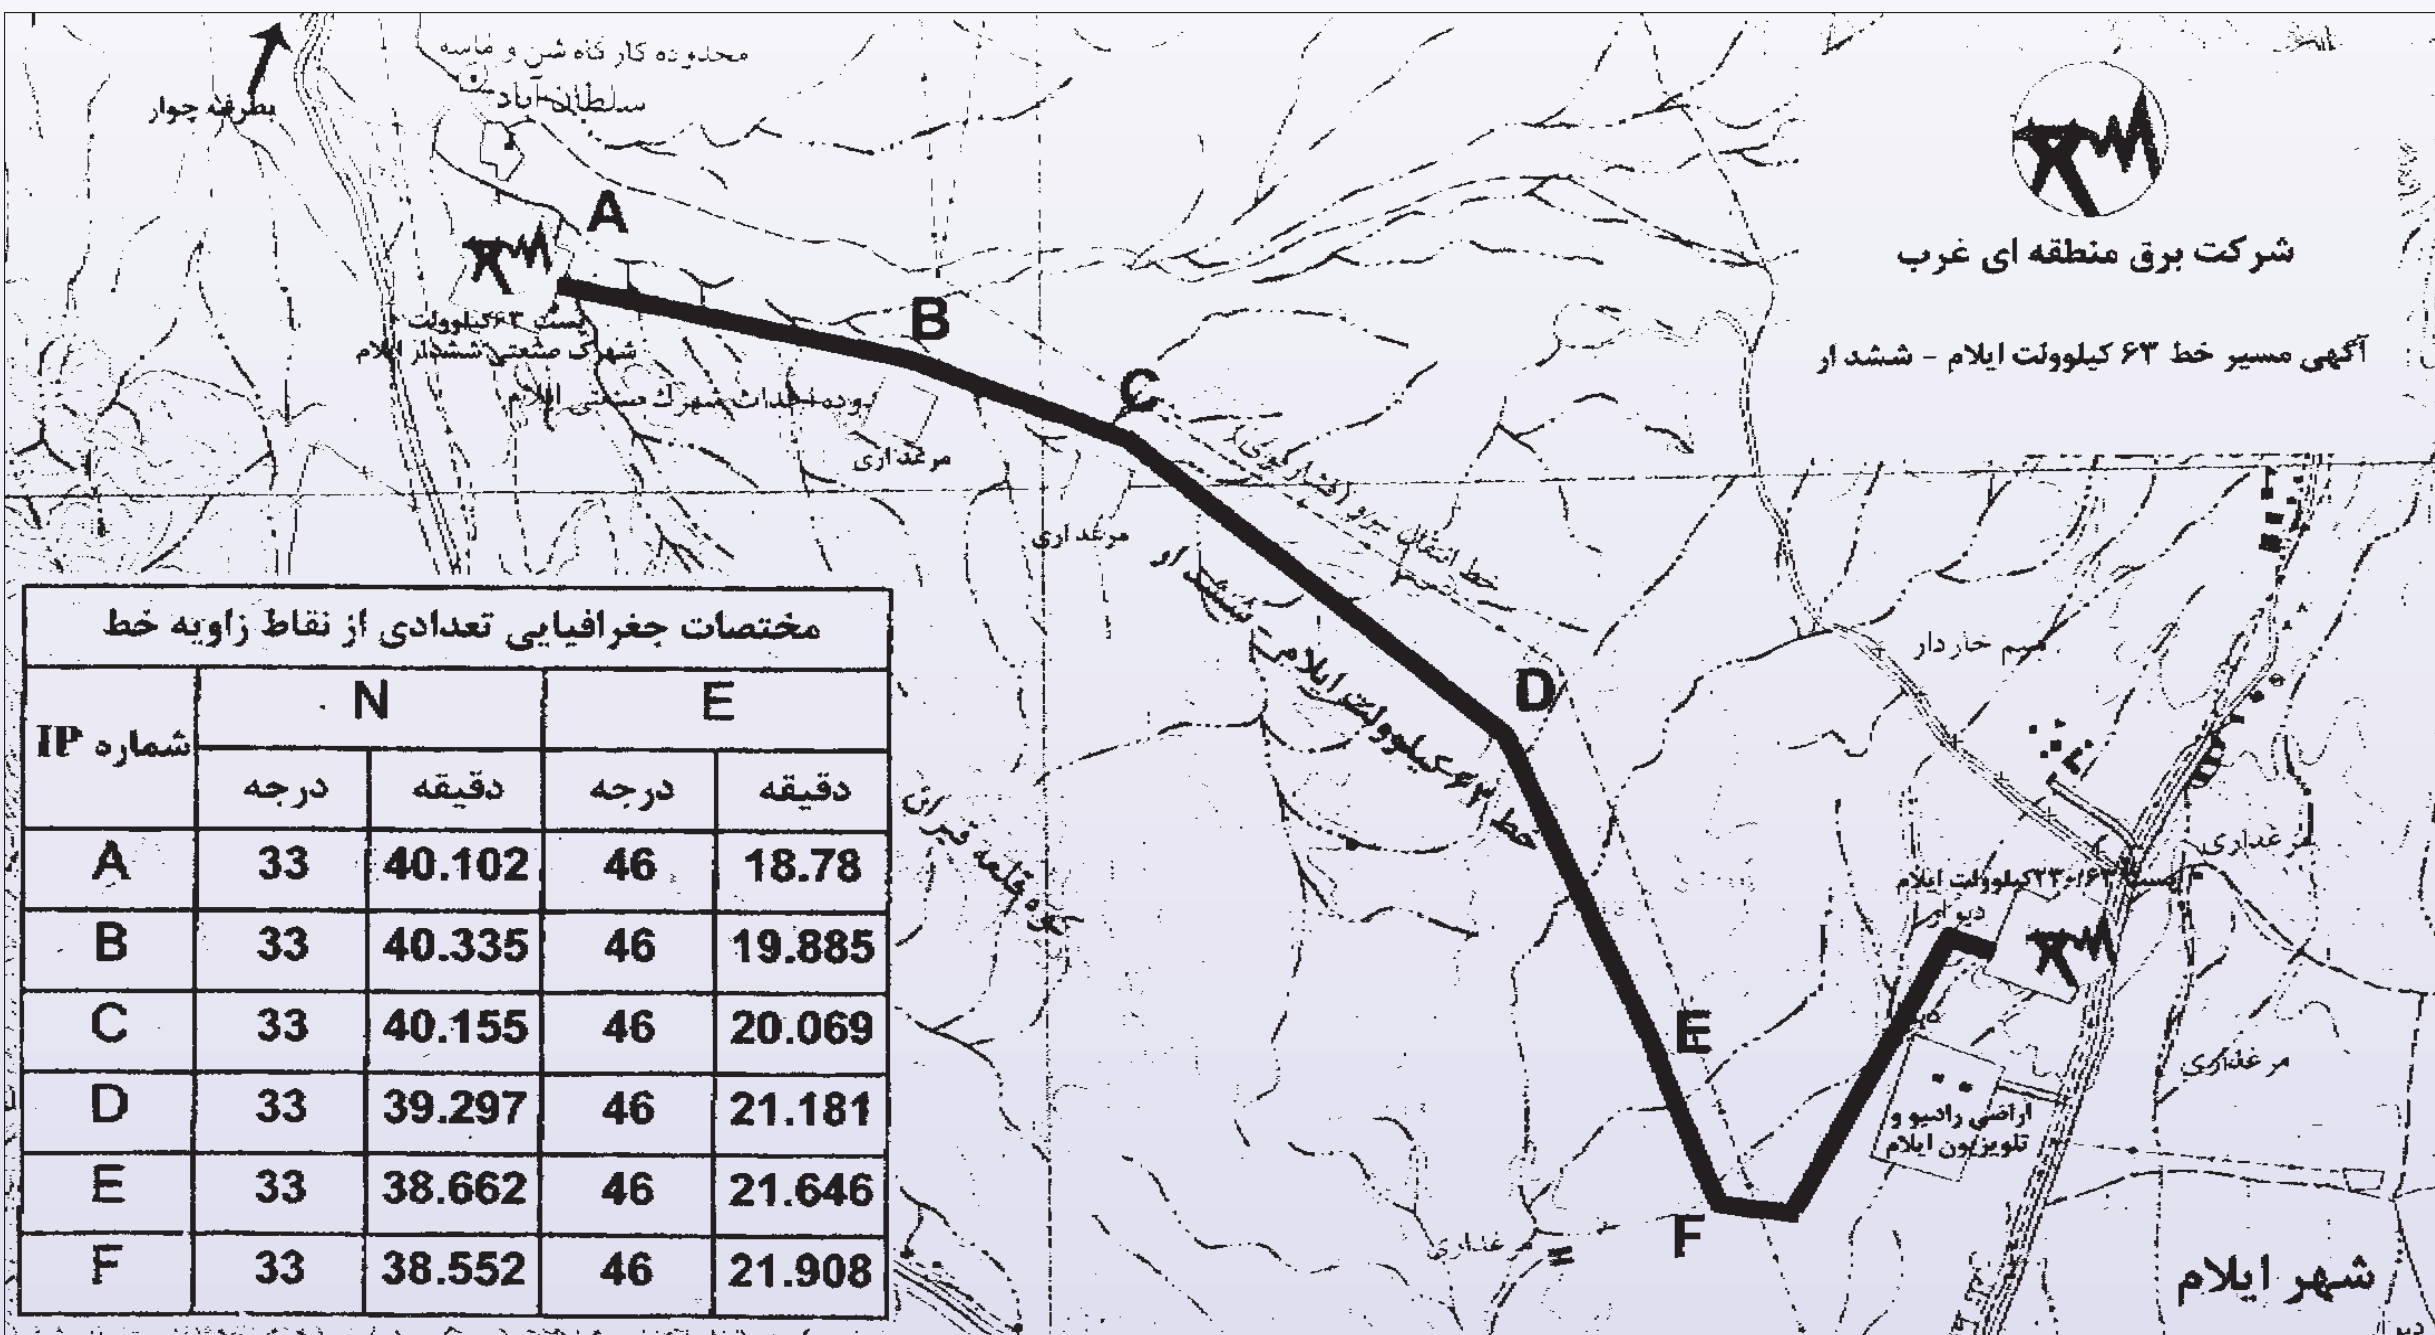 محدوده کارگاه شن و ماسه
سلطان آباد
بطرف چوار
A
پست ۶۳ کیلوولت
شهرک صنعتی ششدار ایلام
احداث شهرک صنعتی ایلام
B
مرغداری
C
مرغداری
خط انتقال نیرو
خط ۶۳ کیلوولت ایلام - ششدار
D
E
F
شرکت برق منطقه ای غرب
آگهی مسیر خط ۶۳ کیلوولت ایلام - ششدار
سیم خاردار
مرغداری
پست ۲۳۰/۶۳ کیلوولت ایلام
دیوار
مرغداری
اراضی رادیو و
تلویزیون ایلام
شهر ایلام
قلعه قیران
مختصات جغرافیایی تعدادی از نقاط زاویه خط
شماره IP N E
درجه دقیقه درجه دقیقه
A 33 40.102 46 18.78
B 33 40.335 46 19.885
C 33 40.155 46 20.069
D 33 39.297 46 21.181
E 33 38.662 46 21.646
F 33 38.552 46 21.908